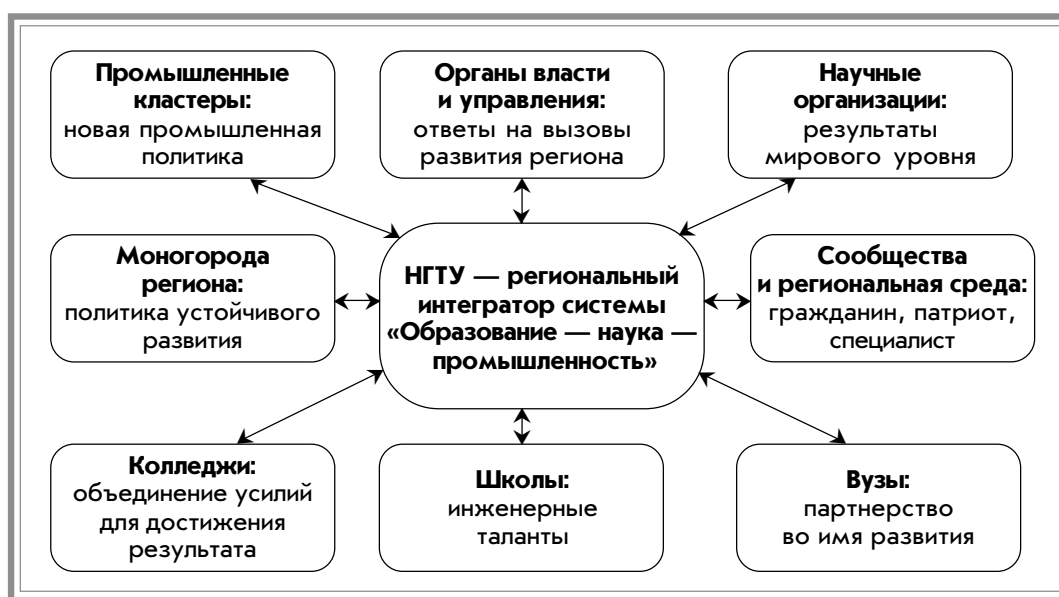 Промышленные
кластеры:
новая промышленная
политика
Органы власти
и управления:
ответы на вызовы
развития региона
Научные
организации:
результаты
мирового уровня
Моногорода
региона:
политика устойчивого
развития
НГТУ — региональный
интегратор системы
«Образование — наука —
промышленность»
Сообщества
и региональная среда:
гражданин, патриот,
специалист
Колледжи:
объединение усилий
для достижения
результата
Школы:
инженерные
таланты
Вузы:
партнерство
во имя развития